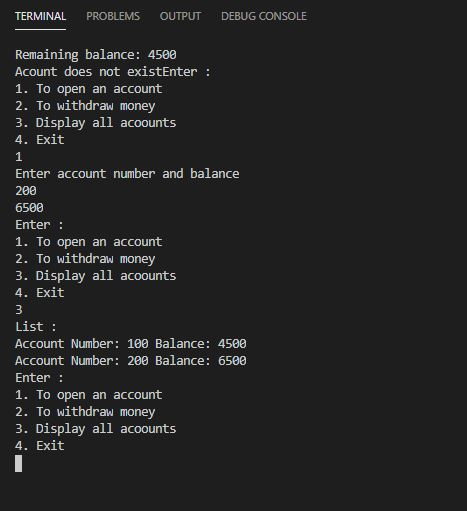 TERMINAL PROBLEMS OUTPUT DEBUG CONSOLE
Remaining balance: 4500
Acount does not existEnter :
1. To open an account
2. To withdraw money
3. Display all acoounts
4. Exit
1
Enter account number and balance
200
6500
Enter :
1. To open an account
2. To withdraw money
3. Display all acoounts
4. Exit
3
List :
Account Number: 100 Balance: 4500
Account Number: 200 Balance: 6500
Enter :
1. To open an account
2. To withdraw money
3. Display all acoounts
4. Exit